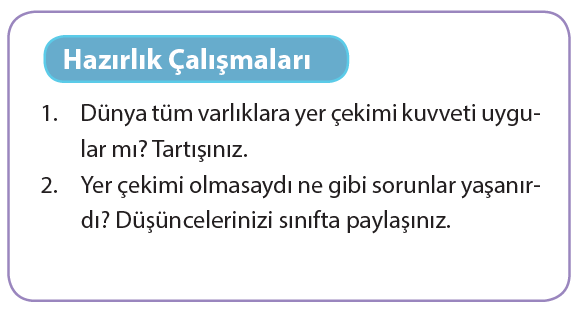 Hazırlık Çalışmaları
1. Dünya tüm varlıklara yer çekimi kuvveti uygu-
lar mı? Tartışınız.
2. Yer çekimi olmasaydı ne gibi sorunlar yaşanır-
dı? Düşüncelerinizi sınıfta paylaşınız.